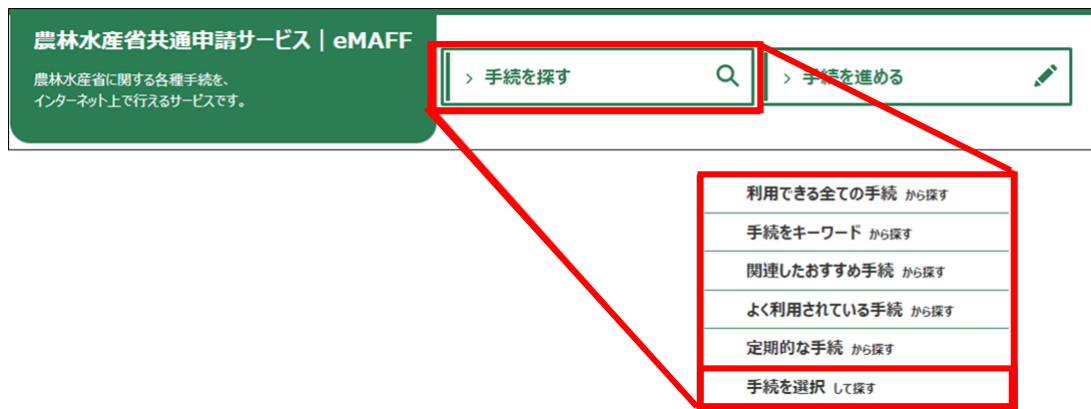 農林水産省共通申請サービス｜eMAFF
農林水産省に関する各種手続を、
インターネット上で行えるサービスです。
> 手続を探す
> 手続を進める
利用できる全ての手続 から探す
手続をキーワード から探す
関連したおすすめ手続 から探す
よく利用されている手続 から探す
定期的な手続 から探す
手続を選択 して探す